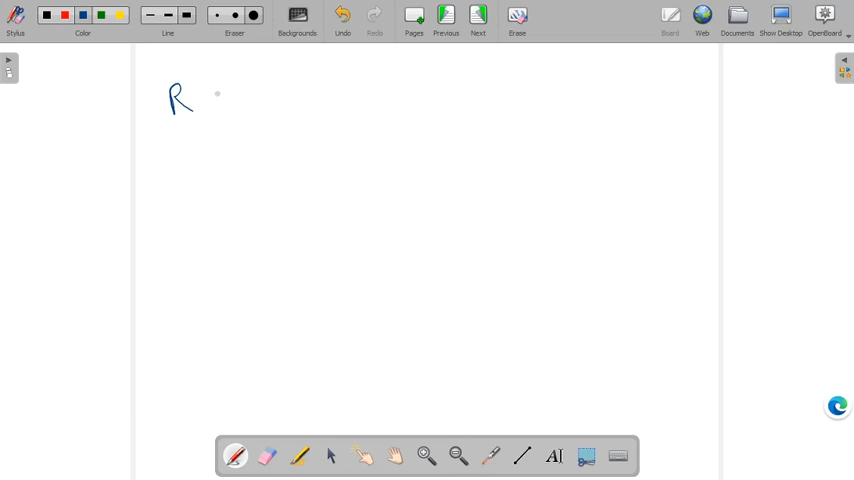 Stylus Color Line Eraser Backgrounds Undo Redo Pages Previous Next Erase Board Web Documents Show Desktop OpenBoard
R